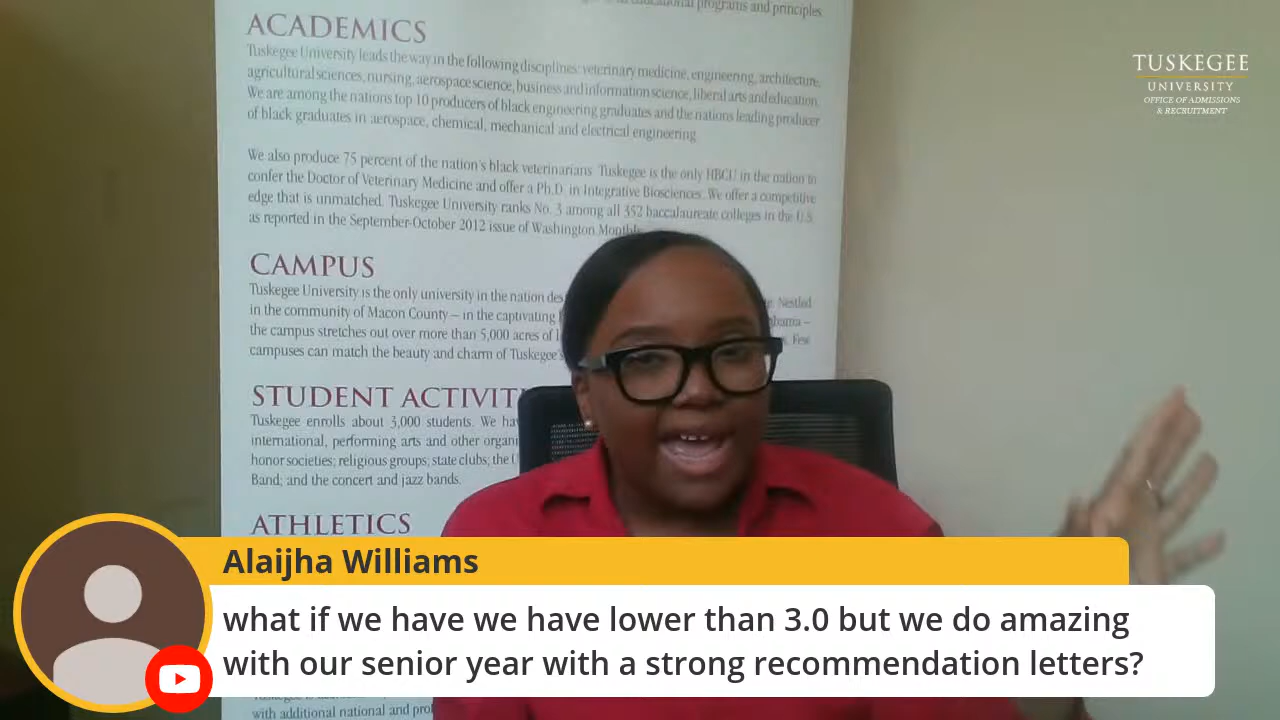 educational programs and principles
ACADEMICS
Tuskegee University leads the way in the following disciplines: veterinary medicine, engineering, architecture,
agricultural sciences, nursing, aerospace science, business and information science, liberal arts and education.
We are among the nations top 10 producers of black engineering graduates and the nations leading producer
of black graduates in aerospace, chemical, mechanical and electrical engineering
We also produce 75 percent of the nation's black veterinarians Tuskegee is the only HBCU in the nation to
confer the Doctor of Veterinary Medicine and offer a Ph.D. in Integrative Biosciences. We offer a competitive
edge that is unmatched. Tuskegee University ranks No. 3 among all 352 baccalaureate colleges in the U.S.
as reported in the September-October 2012 issue of Washington Monthly
CAMPUS
Tuskegee University is the only university in the nation des
Nestled
in the community of Macon County – in the captivating
the campus stretches out over more than 5,000 acres of
Few
campuses can match the beauty and charm of Tuskegee's
STUDENT ACTIVIT
Tuskegee enrolls about 3,000 students. We
international, performing arts and other
honor societies; religious groups; state clubs; the
Band; and the concert and jazz bands.
ATHLETICS
with additional national and
TUSKEGEE
UNIVERSITY
OFFICE OF ADMISSIONS
& RECRUITMENT
Alaijha Williams
what if we have we have lower than 3.0 but we do amazing
with our senior year with a strong recommendation letters?